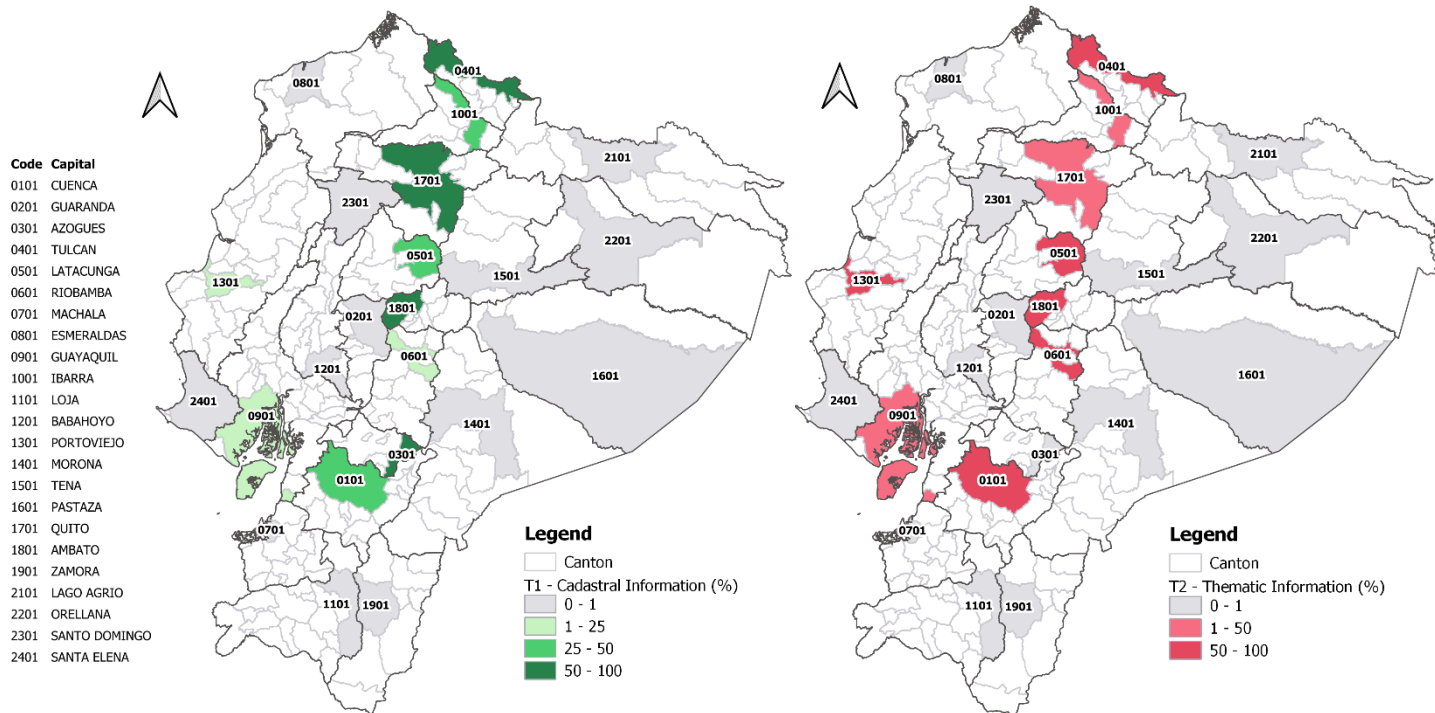 Code Capital
0101 CUENCA
0201 GUARANDA
0301 AZOGUES
0401 TULCAN
0501 LATACUNGA
0601 RIOBAMBA
0701 MACHALA
0801 ESMERALDAS
0901 GUAYAQUIL
1001 IBARRA
1101 LOJA
1201 BABAHOYO
1301 PORTOVIEJO
1401 MORONA
1501 TENA
1601 PASTAZA
1701 QUITO
1801 AMBATO
1901 ZAMORA
2101 LAGO AGRIO
2201 ORELLANA
2301 SANTO DOMINGO
2401 SANTA ELENA
0401
0801
1001
2101
1701
2301
2201
0501
1501
1301
1801
0201
0601
1201
1601
2401
0901
1401
0301
0101
0701
1101
1901
Legend
Canton
T1 - Cadastral Information (%)
0 - 1
1 - 25
25 - 50
50 - 100
0401
0801
1001
2101
1701
2301
2201
0501
1501
1301
1801
0201
0601
1201
1601
2401
0901
1401
0301
0101
0701
1101
1901
Legend
Canton
T2 - Thematic Information (%)
0 - 1
1 - 50
50 - 100